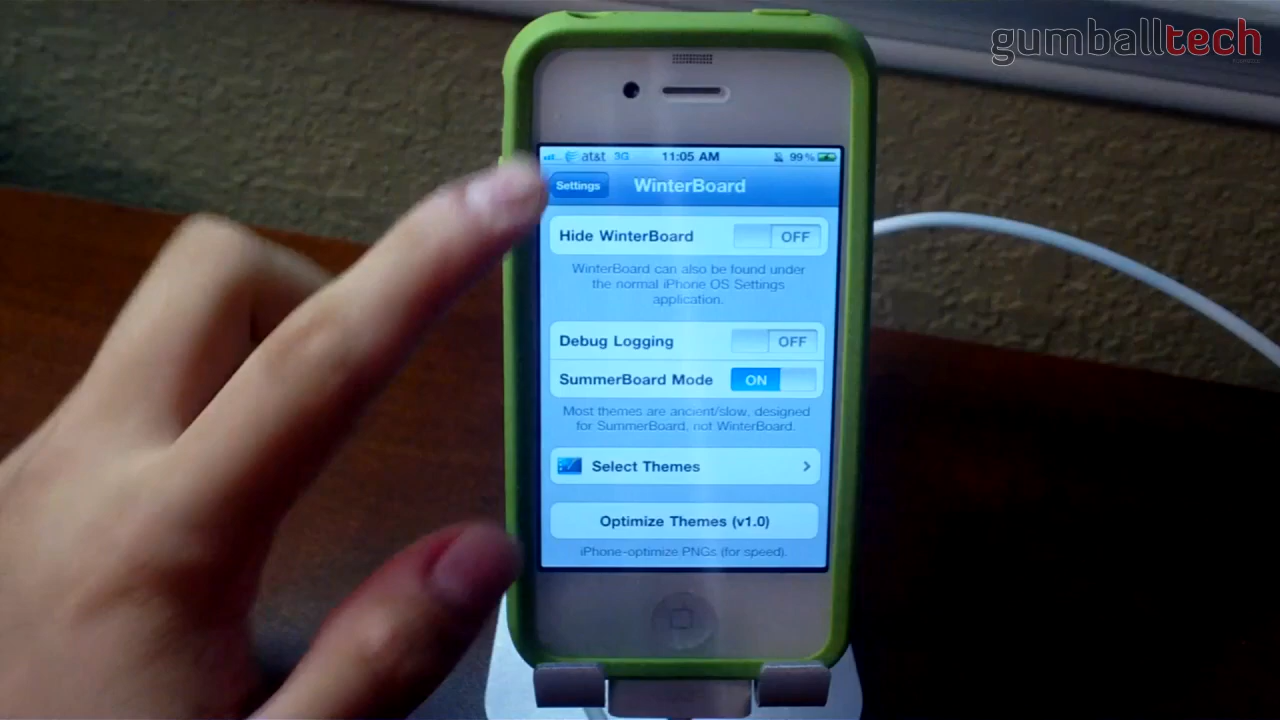 gumballtech
at&t 3G 11:05 AM 99%
Settings WinterBoard
Hide WinterBoard OFF
WinterBoard can also be found under
the normal iPhone OS Settings
application.
Debug Logging OFF
SummerBoard Mode ON
Most themes are ancient/slow, designed
for SummerBoard, not WinterBoard.
Select Themes
Optimize Themes (v1.0)
iPhone-optimize PNGs (for speed).